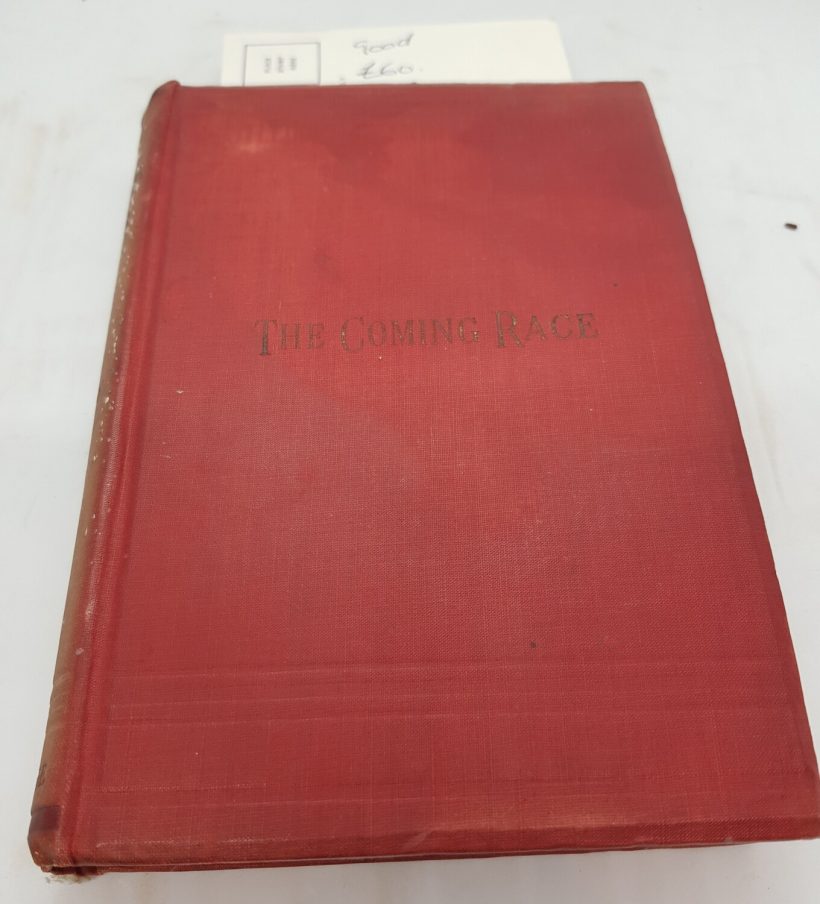 Good
£60.
THE COMING RACE